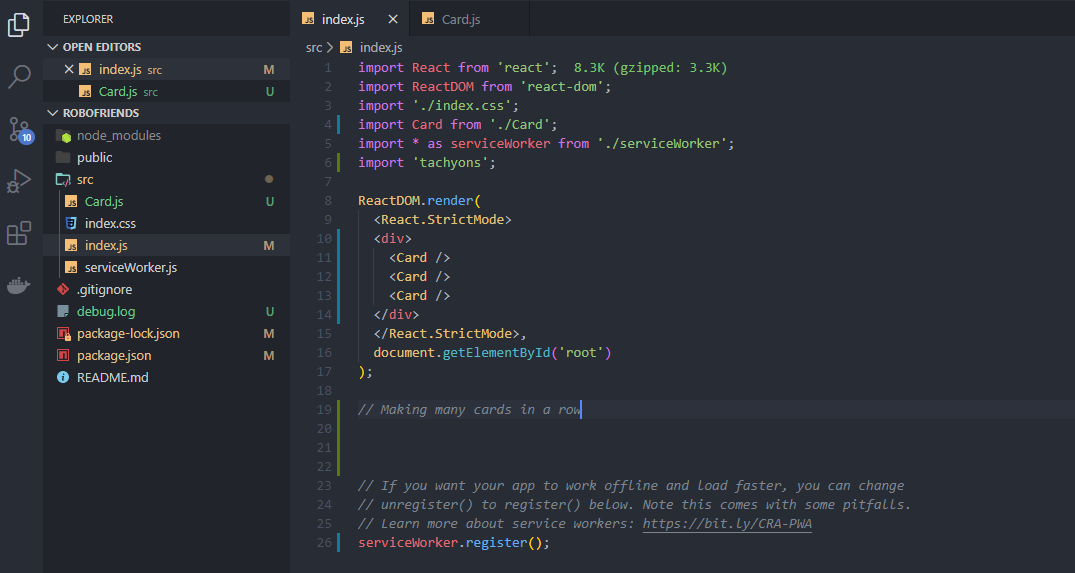 EXPLORER
OPEN EDITORS
index.js src M
Card.js src U
ROBOFRIENDS
10
node_modules
public
src
Card.js U
index.css
index.js M
serviceWorker.js
.gitignore
debug.log U
package-lock.json M
package.json M
README.md
JS index.js
JS Card.js
src > JS index.js
1 import React from 'react'; 8.3K (gzipped: 3.3K)
2 import ReactDOM from 'react-dom';
3 import './index.css';
4 import Card from './Card';
5 import * as serviceWorker from './serviceWorker';
6 import 'tachyons';
7
8 ReactDOM.render(
9 <React.StrictMode>
10 <div>
11 <Card />
12 <Card />
13 <Card />
14 </div>
15 </React.StrictMode>,
16 document.getElementById('root')
17 );
18
19 // Making many cards in a row
20
21
22
23 // If you want your app to work offline and load faster, you can change
24 // unregister() to register() below. Note this comes with some pitfalls.
25 // Learn more about service workers: https://bit.ly/CRA-PWA
26 serviceWorker.register();